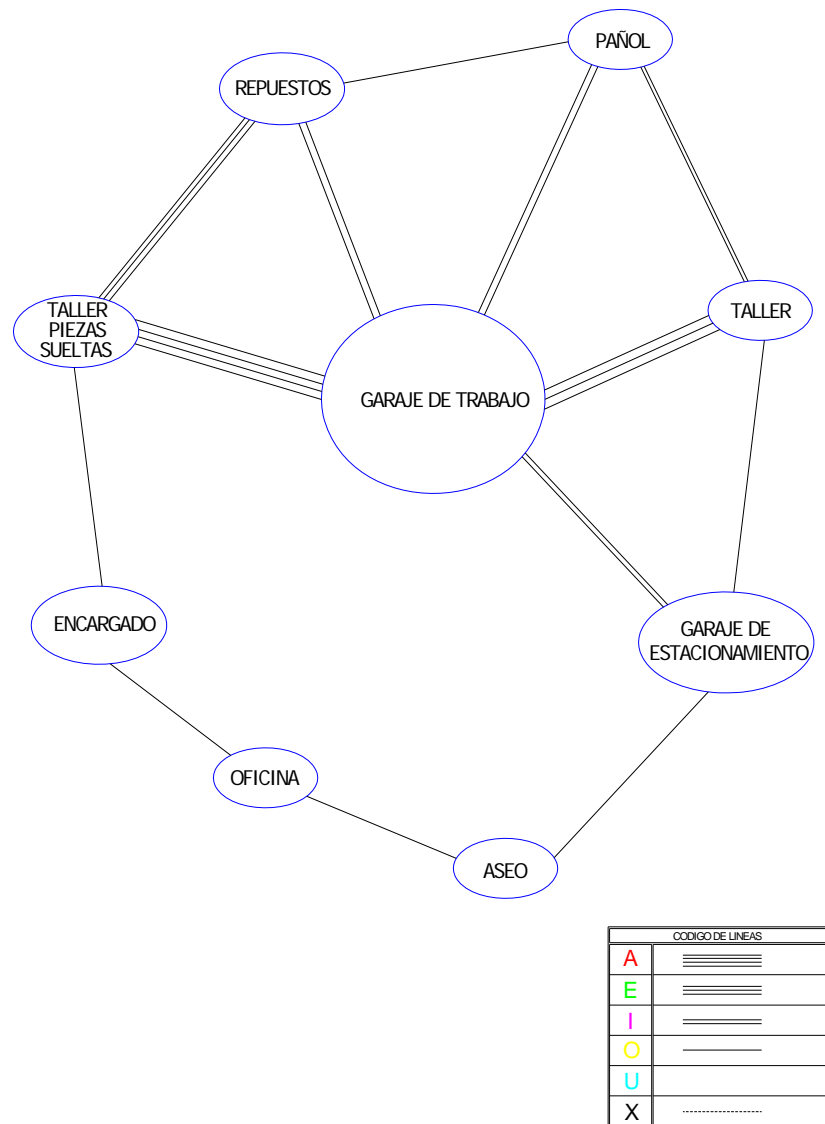 PAÑOL
REPUESTOS
TALLER
PIEZAS
SUELTAS
TALLER
GARAJE DE TRABAJO
ENCARGADO
GARAJE DE
ESTACIONAMIENTO
OFICINA
ASEO
CODIGO DE LINEAS
A
E
I
O
U
X